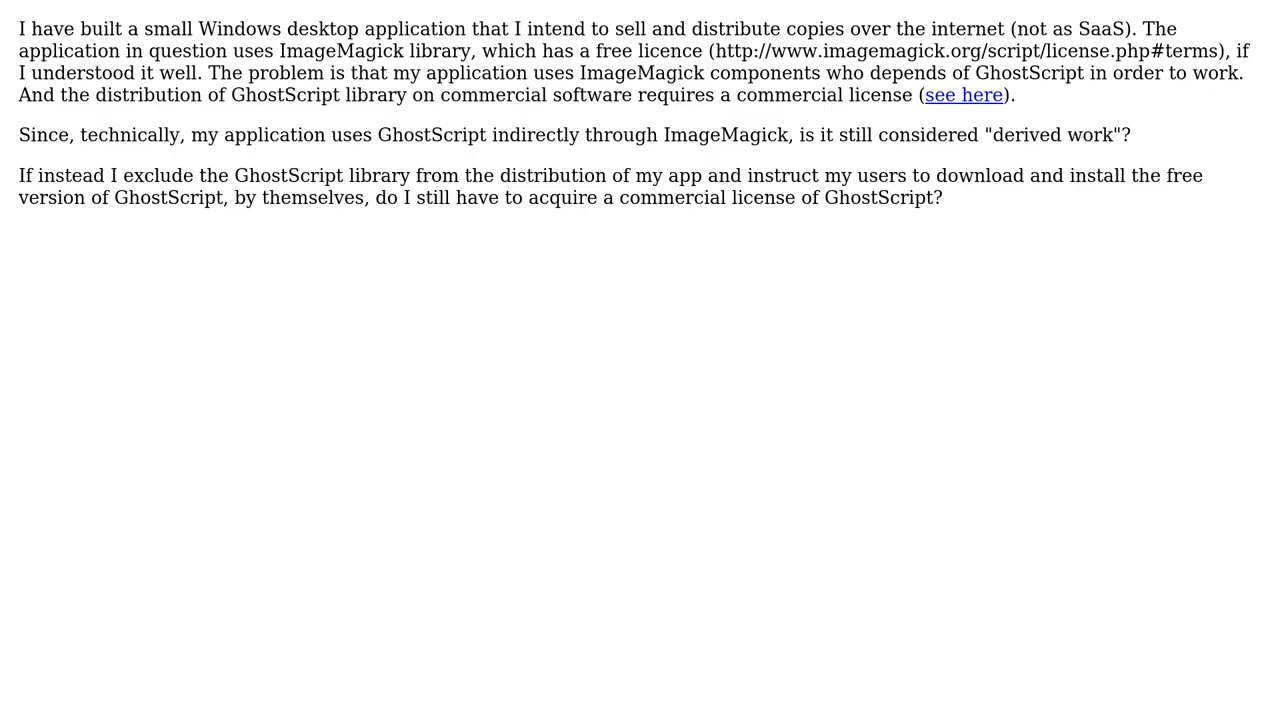 I have built a small Windows desktop application that I intend to sell and distribute copies over the internet (not as SaaS). The
application in question uses ImageMagick library, which has a free licence (http://www.imagemagick.org/script/license.php#terms), if
I understood it well. The problem is that my application uses ImageMagick components who depends of GhostScript in order to work.
And the distribution of GhostScript library on commercial software requires a commercial license (see here).
Since, technically, my application uses GhostScript indirectly through ImageMagick, is it still considered "derived work"?
If instead I exclude the GhostScript library from the distribution of my app and instruct my users to download and install the free
version of GhostScript, by themselves, do I still have to acquire a commercial license of GhostScript?